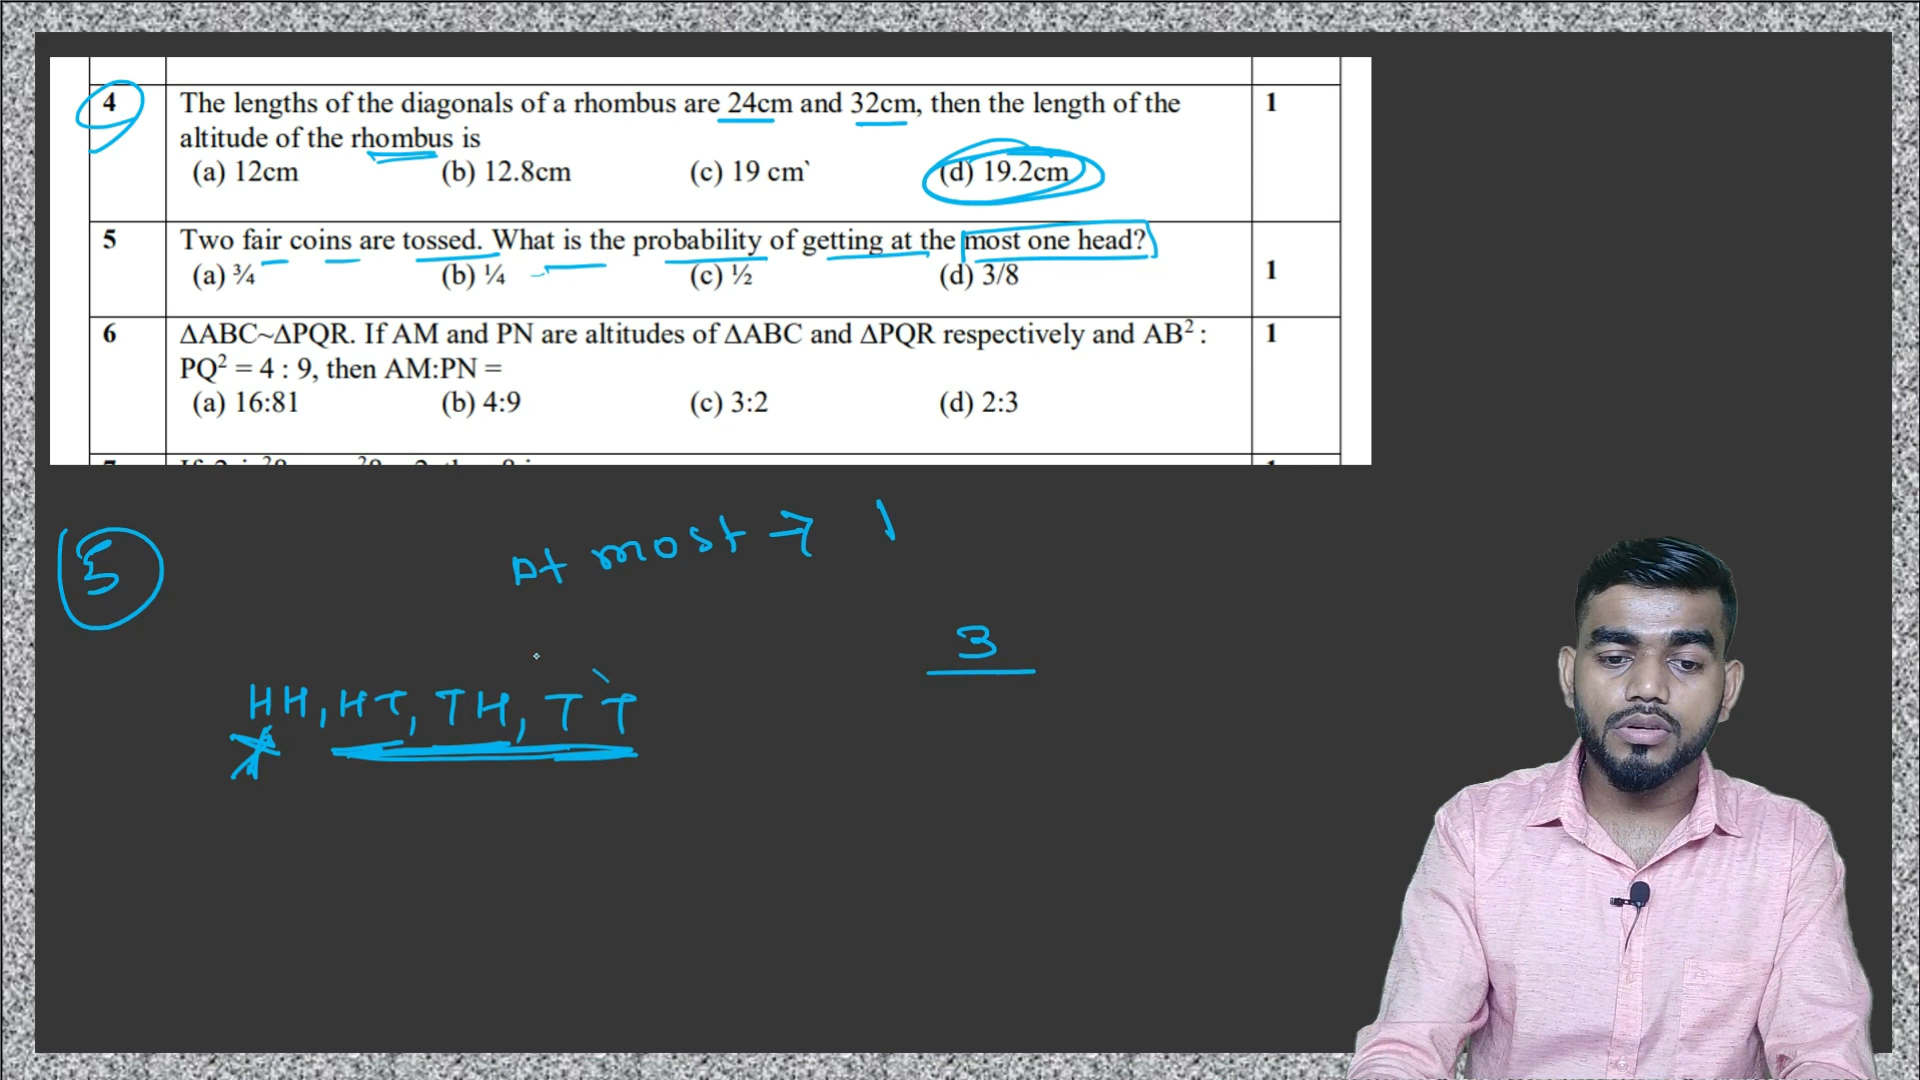 4 The lengths of the diagonals of a rhombus are 24cm and 32cm, then the length of the 1
altitude of the rhombus is
(a) 12cm (b) 12.8cm (c) 19 cm` (d) 19.2cm
5 Two fair coins are tossed. What is the probability of getting at the most one head?
(a) ¾ (b) ¼ (c) ½ (d) 3/8 1
6 ΔABC~ΔPQR. If AM and PN are altitudes of ΔABC and ΔPQR respectively and AB² : 1
PQ² = 4 : 9, then AM:PN =
(a) 16:81 (b) 4:9 (c) 3:2 (d) 2:3
5
At most → 1
3
HH, HT, TH, TT